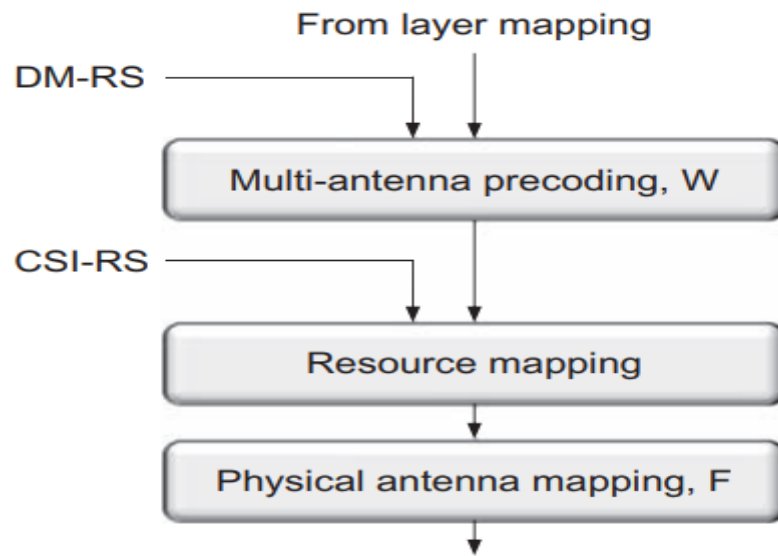 From layer mapping
DM-RS
Multi-antenna precoding, W
CSI-RS
Resource mapping
Physical antenna mapping, F